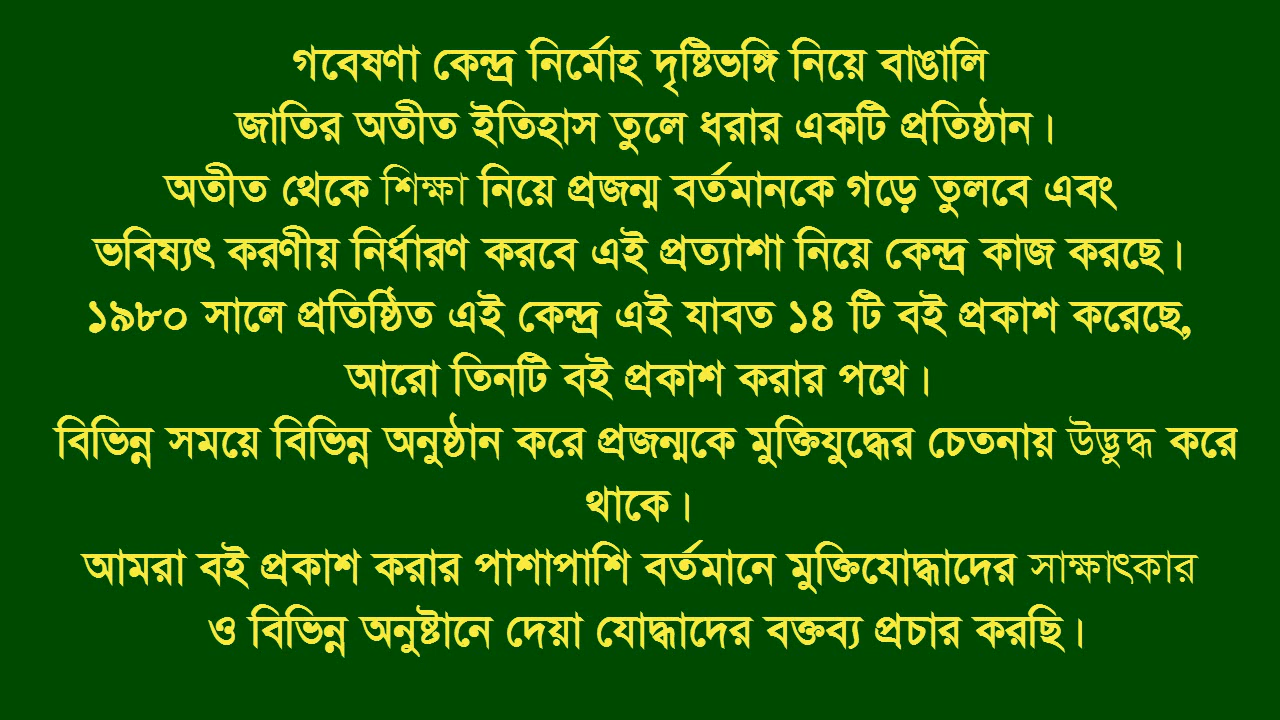 গবেষণা কেন্দ্র নির্মোহ দৃষ্টিভঙ্গি নিয়ে বাঙালি
জাতির অতীত ইতিহাস তুলে ধরার একটি প্রতিষ্ঠান।
অতীত থেকে শিক্ষা নিয়ে প্রজন্ম বর্তমানকে গড়ে তুলবে এবং
ভবিষ্যৎ করণীয় নির্ধারণ করবে এই প্রত্যাশা নিয়ে কেন্দ্র কাজ করছে।
১৯৮০ সালে প্রতিষ্ঠিত এই কেন্দ্র এই যাবত ১৪ টি বই প্রকাশ করেছে,
আরো তিনটি বই প্রকাশ করার পথে।
বিভিন্ন সময়ে বিভিন্ন অনুষ্ঠান করে প্রজন্মকে মুক্তিযুদ্ধের চেতনায় উদ্ভুদ্ধ করে
থাকে।
আমরা বই প্রকাশ করার পাশাপাশি বর্তমানে মুক্তিযোদ্ধাদের সাক্ষাৎকার
ও বিভিন্ন অনুষ্টানে দেয়া যোদ্ধাদের বক্তব্য প্রচার করছি।